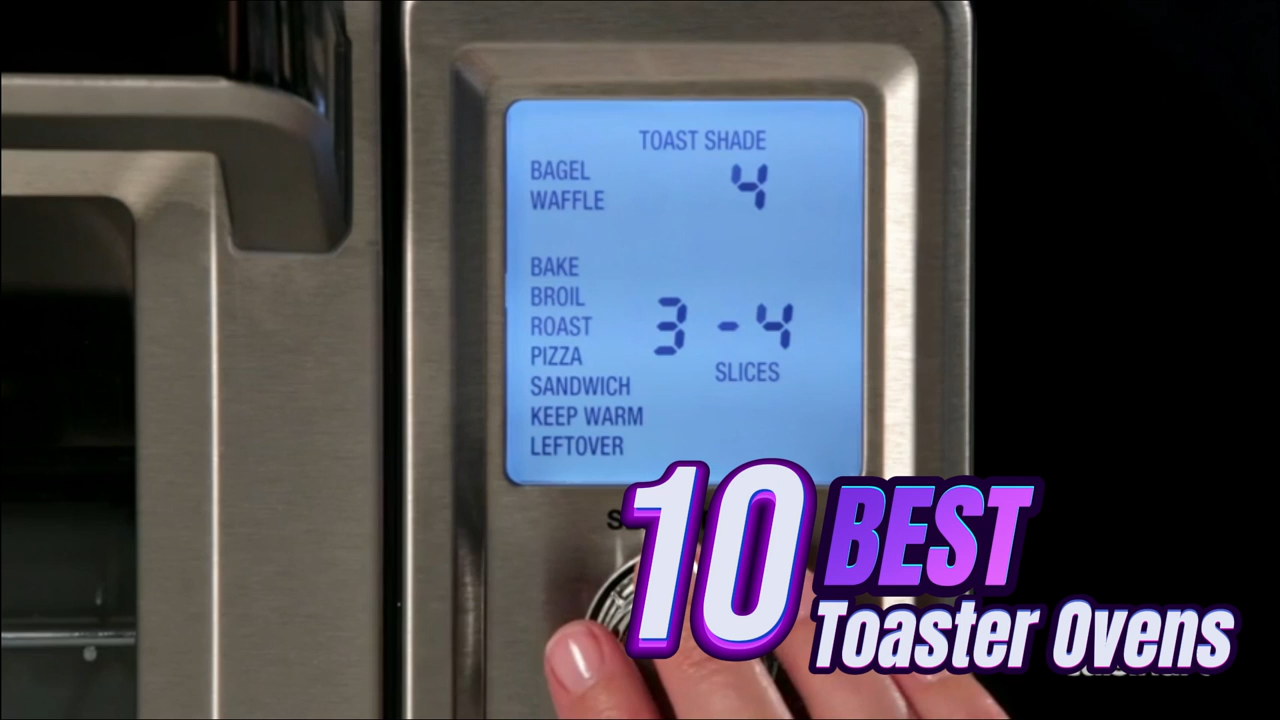 TOAST SHADE
BAGEL
4
WAFFLE
BAKE
BROIL
ROAST
3 - 4
PIZZA
SLICES
SANDWICH
KEEP WARM
LEFTOVER
10 BEST
Toaster Ovens